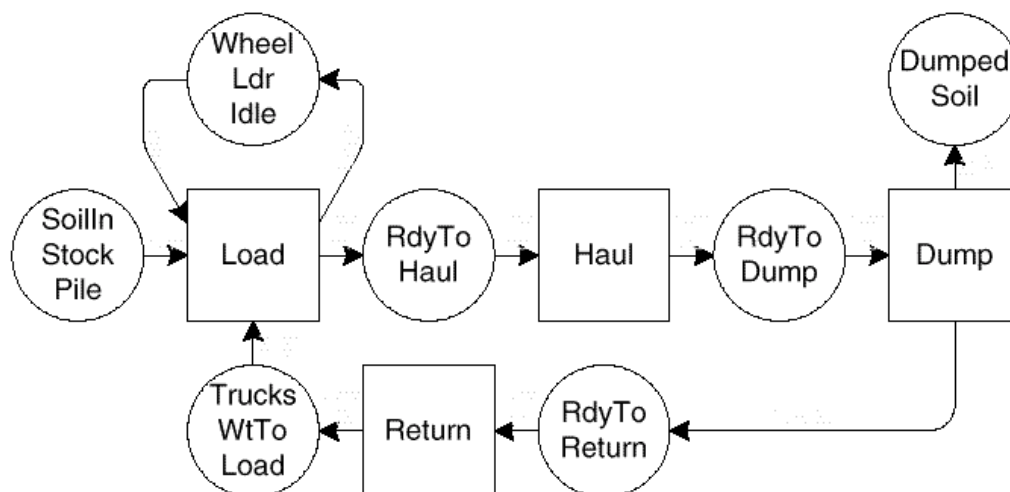 Wheel
Ldr
Idle
Dumped
Soil
SoilIn
Stock
Pile
Load
RdyTo
Haul
Haul
RdyTo
Dump
Dump
Trucks
WtTo
Load
Return
RdyTo
Return